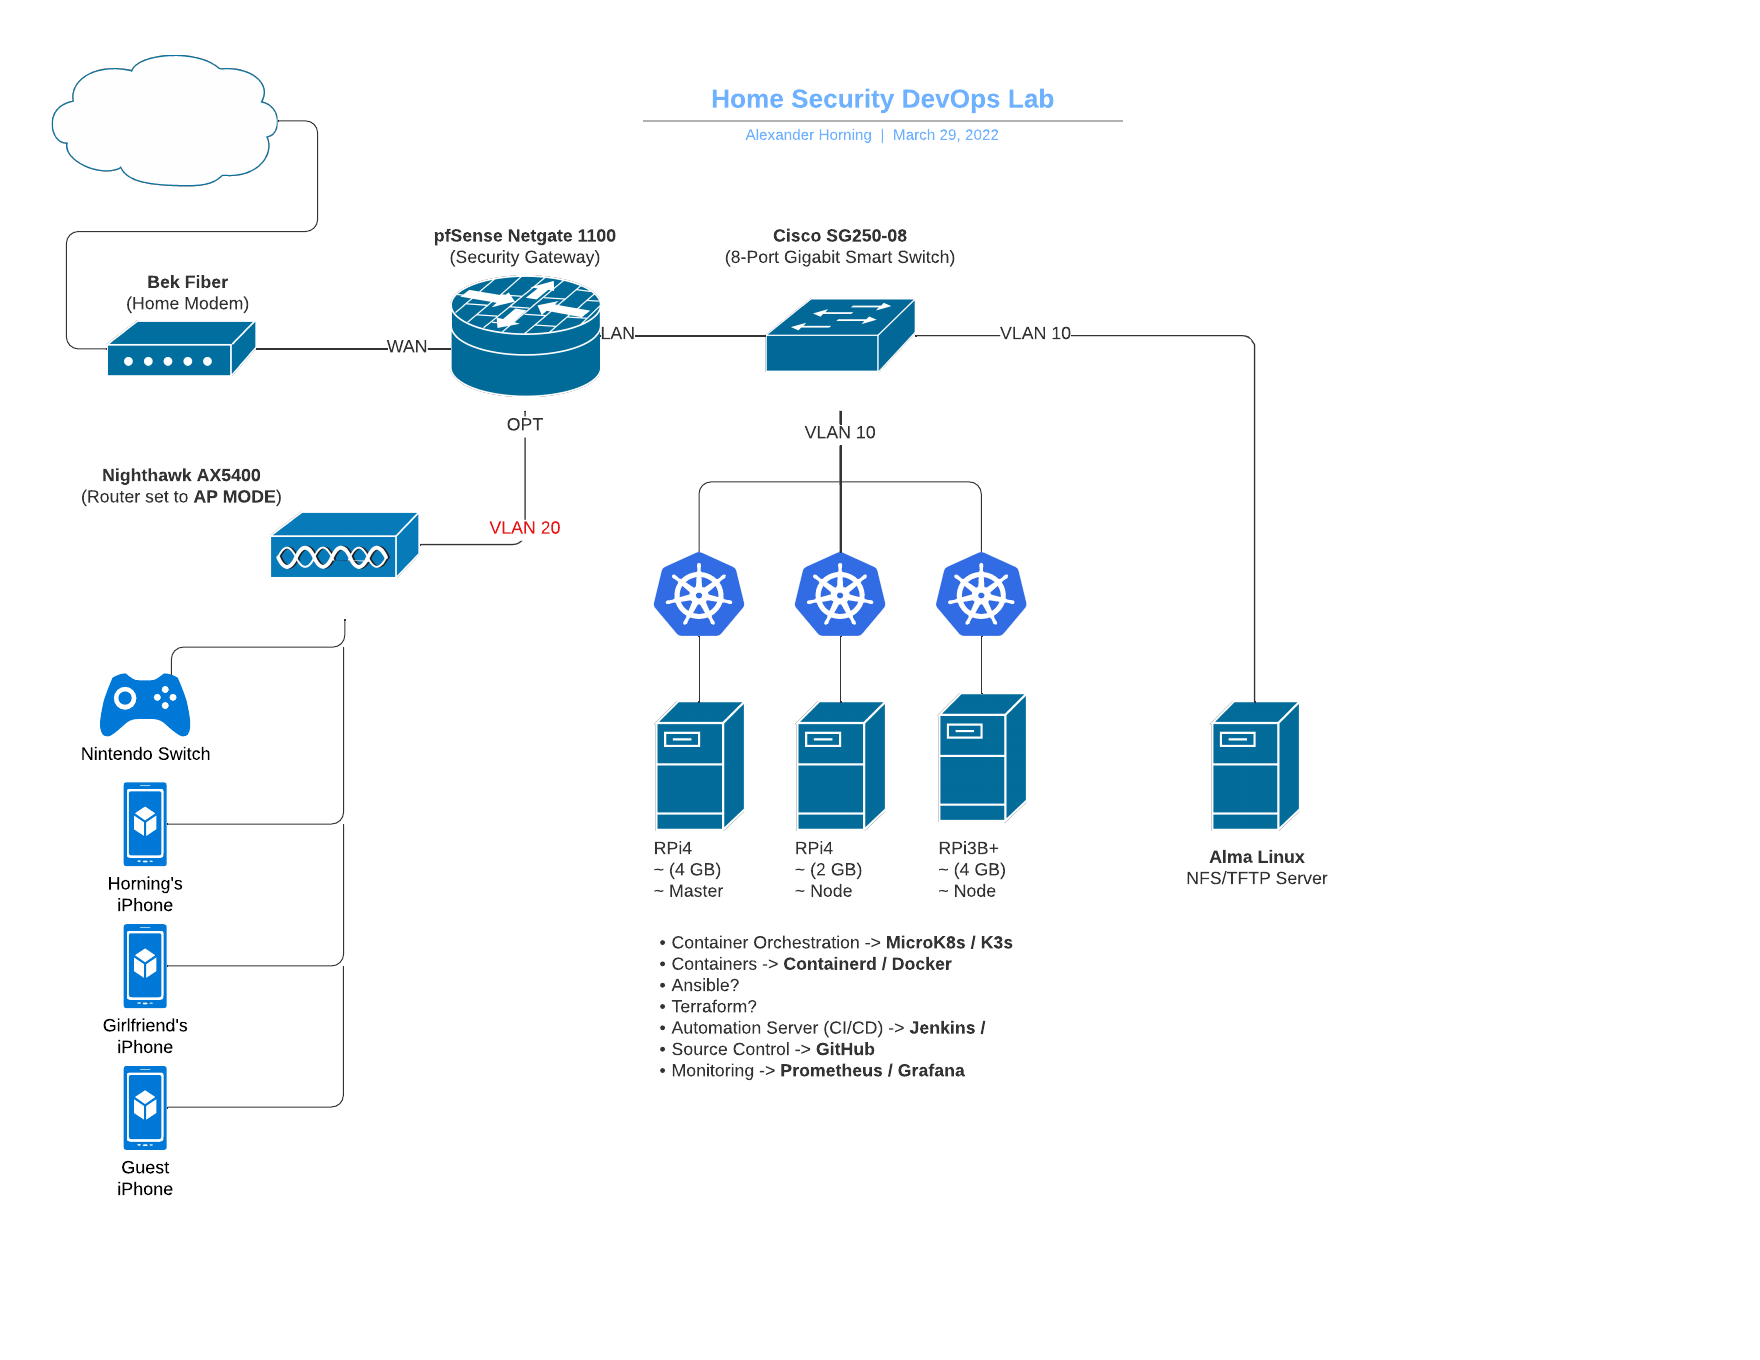 Home Security DevOps Lab
Alexander Horning | March 29, 2022
pfSense Netgate 1100
(Security Gateway)
Cisco SG250-08
(8-Port Gigabit Smart Switch)
Bek Fiber
(Home Modem)
WAN
LAN
VLAN 10
OPT
VLAN 10
Nighthawk AX5400
(Router set to AP MODE)
VLAN 20
Nintendo Switch
Horning's
iPhone
Girlfriend's
iPhone
Guest
iPhone
RPi4
~ (4 GB)
~ Master
RPi4
~ (2 GB)
~ Node
RPi3B+
~ (4 GB)
~ Node
Alma Linux
NFS/TFTP Server
• Container Orchestration -> MicroK8s / K3s
• Containers -> Containerd / Docker
• Ansible?
• Terraform?
• Automation Server (CI/CD) -> Jenkins /
• Source Control -> GitHub
• Monitoring -> Prometheus / Grafana